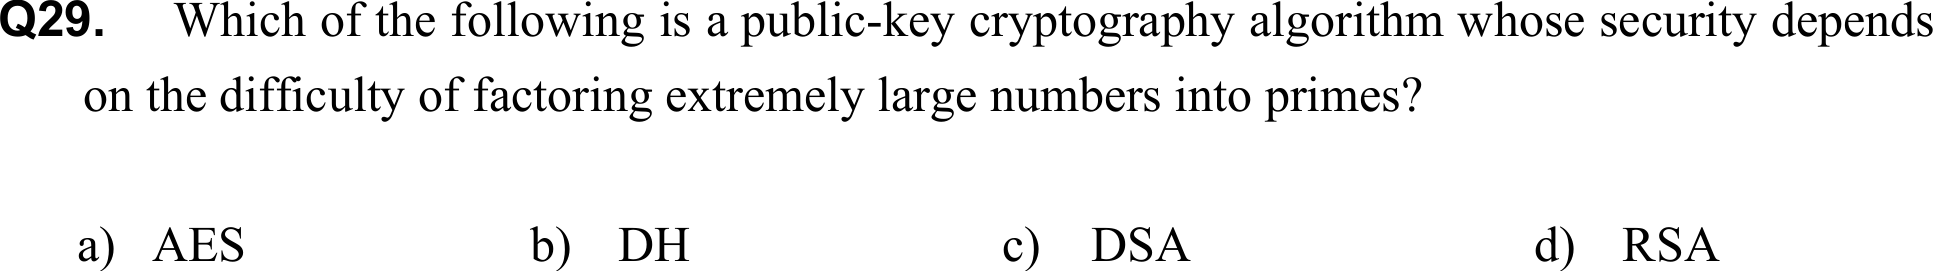 Q29. Which of the following is a public-key cryptography algorithm whose security depends
on the difficulty of factoring extremely large numbers into primes?
a) AES b) DH c) DSA d) RSA